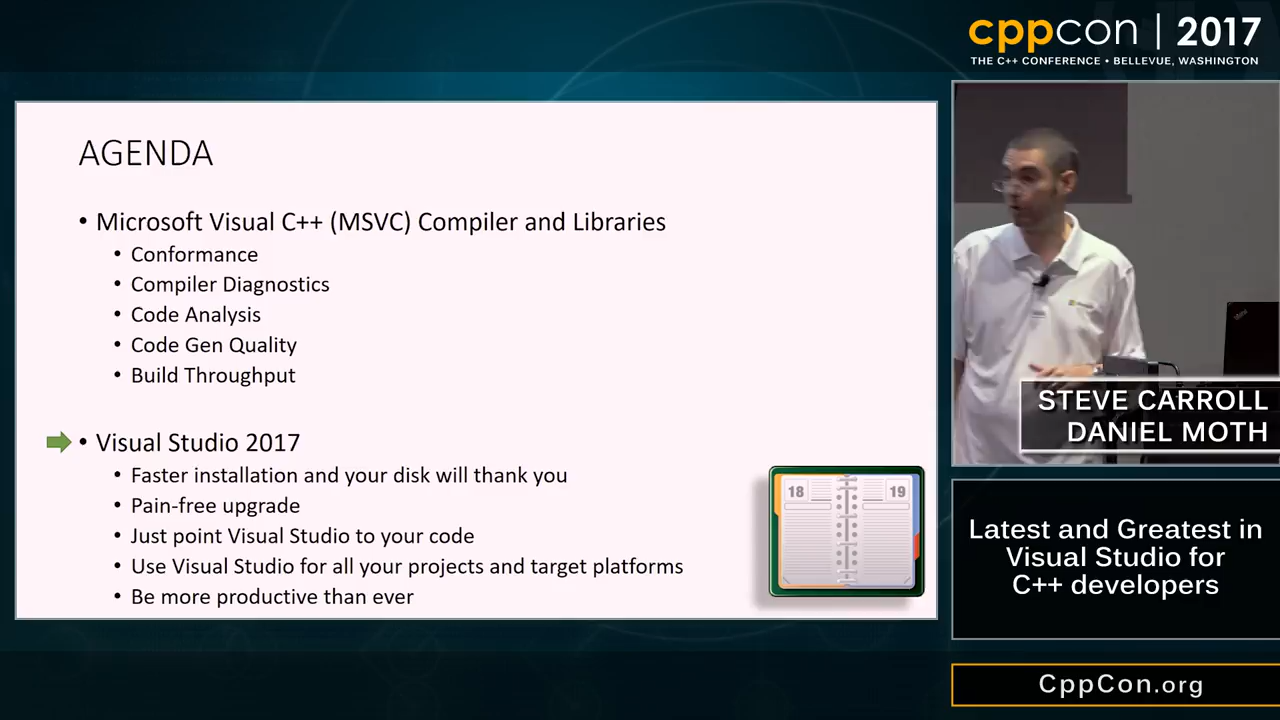 cppcon | 2017
THE C++ CONFERENCE • BELLEVUE, WASHINGTON
AGENDA
• Microsoft Visual C++ (MSVC) Compiler and Libraries
• Conformance
• Compiler Diagnostics
• Code Analysis
• Code Gen Quality
• Build Throughput
• Visual Studio 2017
• Faster installation and your disk will thank you
• Pain-free upgrade
• Just point Visual Studio to your code
• Use Visual Studio for all your projects and target platforms
• Be more productive than ever
18
19
STEVE CARROLL
DANIEL MOTH
Latest and Greatest in
Visual Studio for
C++ developers
CppCon.org